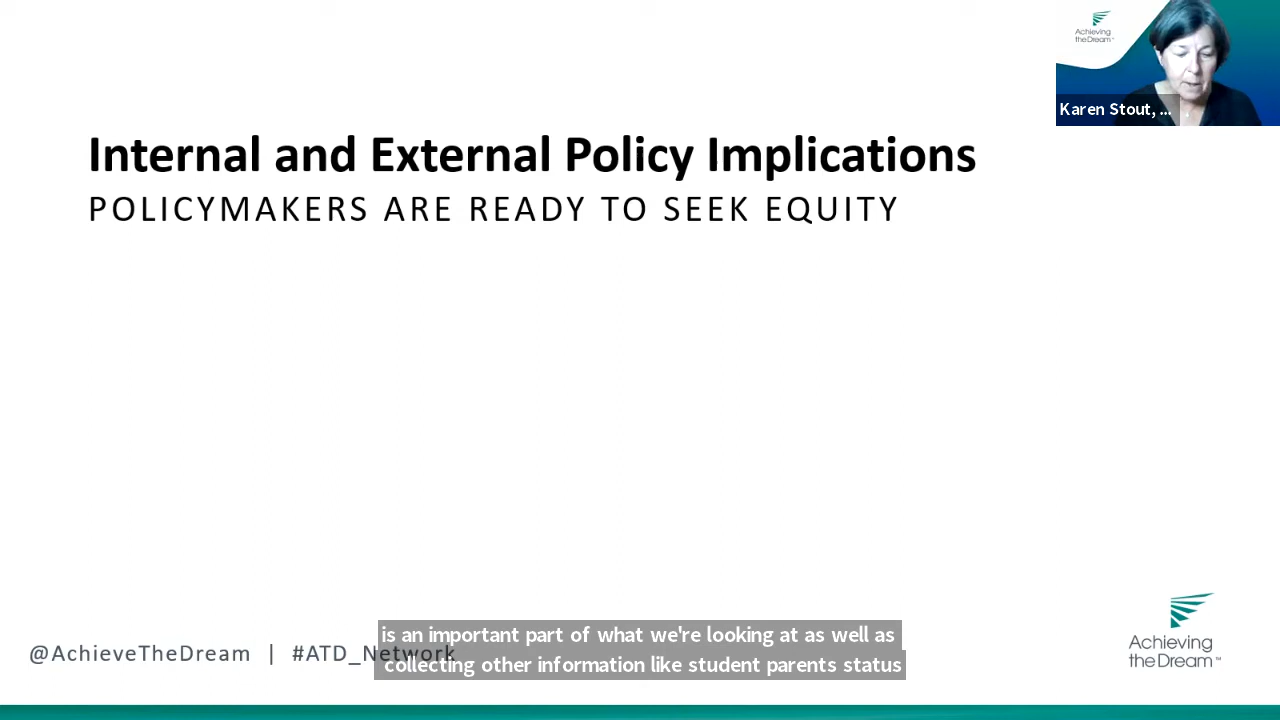 Achieving
the Dream™
Karen Stout, ...
Internal and External Policy Implications
POLICYMAKERS ARE READY TO SEEK EQUITY
is an important part of what we're looking at as well as
collecting other information like student parents status
@AchieveTheDream | #ATD_Network
Achieving
the Dream™